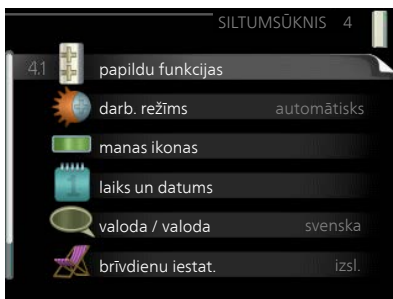 SILTUMSŪKNIS 4
4.1 papildu funkcijas
darb. režīms automātisks
manas ikonas
laiks un datums
valoda / valoda svenska
brīvdienu iestat. izsl.